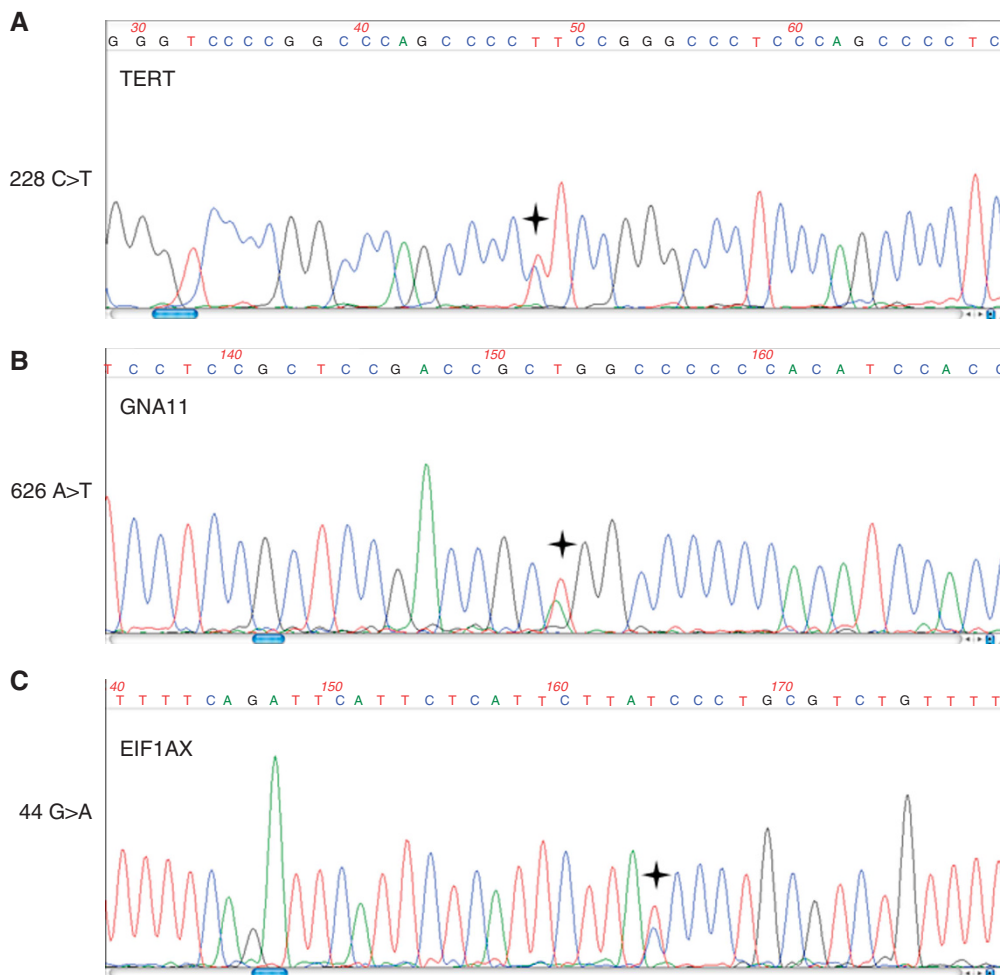 A
30 40 50 60
G G G T C C C C G G C C C A G C C C C T T C C G G G C C C T C C C A G C C C C T C
TERT
228 C>T
B
140 150 160
T C C T C C G C T C C G A C C G C T G G C C C C C C A C A T C C A C C
GNA11
626 A>T
C
40 150 160 170
T T T T C A G A T T C A T T C T C A T T C T T A T C C C T G C G T C T G T T T T
EIF1AX
44 G>A